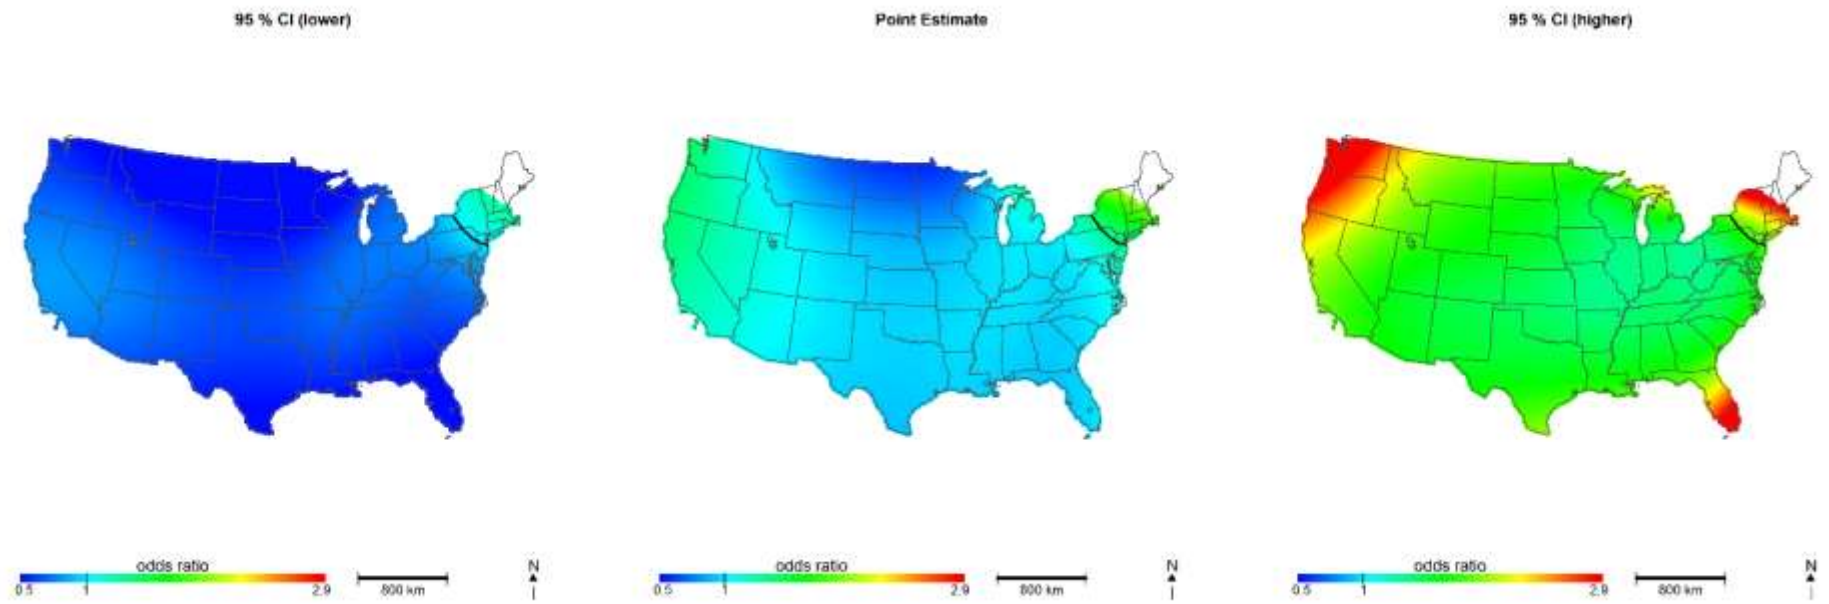 95 % CI (lower)
Point Estimate
95 % CI (higher)
odds ratio
0.5 1 2.9
800 km
N
odds ratio
0.5 1 2.9
800 km
N
odds ratio
0.5 1 2.9
800 km
N